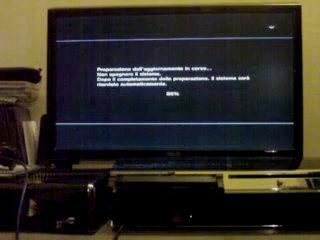 Preparazione dell'aggiornamento in corso...
Non spegnere il sistema.
Dopo il completamento della preparazione, il sistema sarà
riavviato automaticamente.